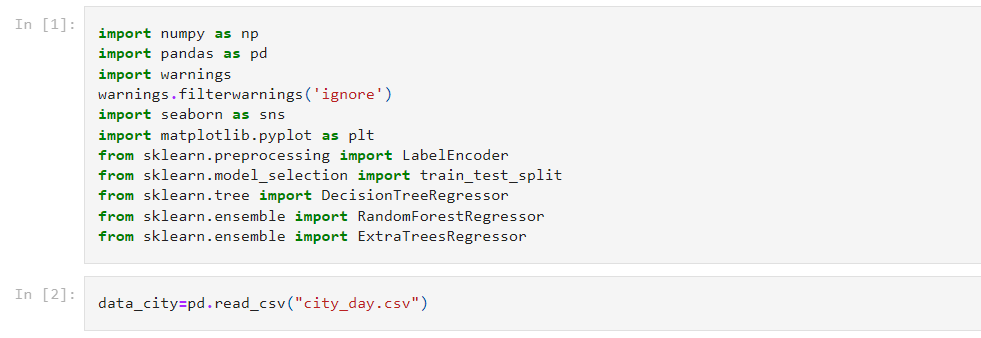 In [1]:
import numpy as np
import pandas as pd
import warnings
warnings.filterwarnings('ignore')
import seaborn as sns
import matplotlib.pyplot as plt
from sklearn.preprocessing import LabelEncoder
from sklearn.model_selection import train_test_split
from sklearn.tree import DecisionTreeRegressor
from sklearn.ensemble import RandomForestRegressor
from sklearn.ensemble import ExtraTreesRegressor
In [2]:
data_city=pd.read_csv("city_day.csv")